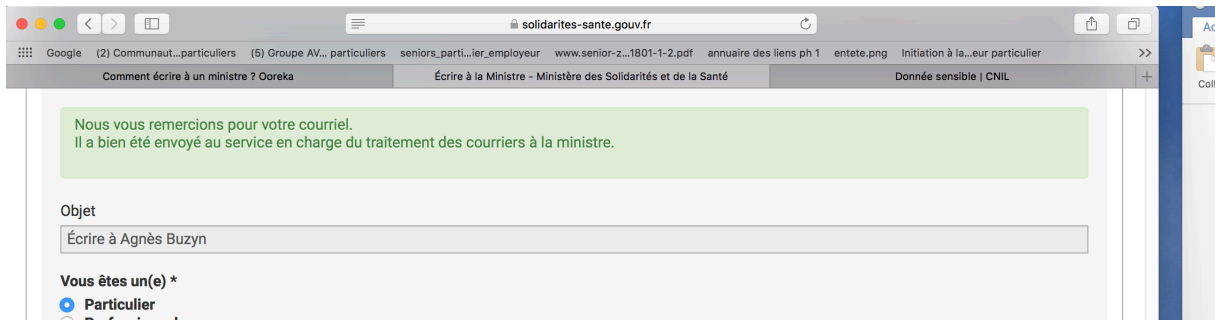 solidarites-sante.gouv.fr
Google (2) Communaut...particuliers (5) Groupe AV... particuliers seniors_parti...ier_employeur www.senior-z...1801-1-2.pdf annuaire des liens ph 1 entete.png Initiation à la...eur particulier >>
Comment écrire à un ministre ? Ooreka Écrire à la Ministre - Ministère des Solidarités et de la Santé Donnée sensible | CNIL +
Coll
Nous vous remercions pour votre courriel.
Il a bien été envoyé au service en charge du traitement des courriers à la ministre.
Objet
Écrire à Agnès Buzyn
Vous êtes un(e) *
Particulier